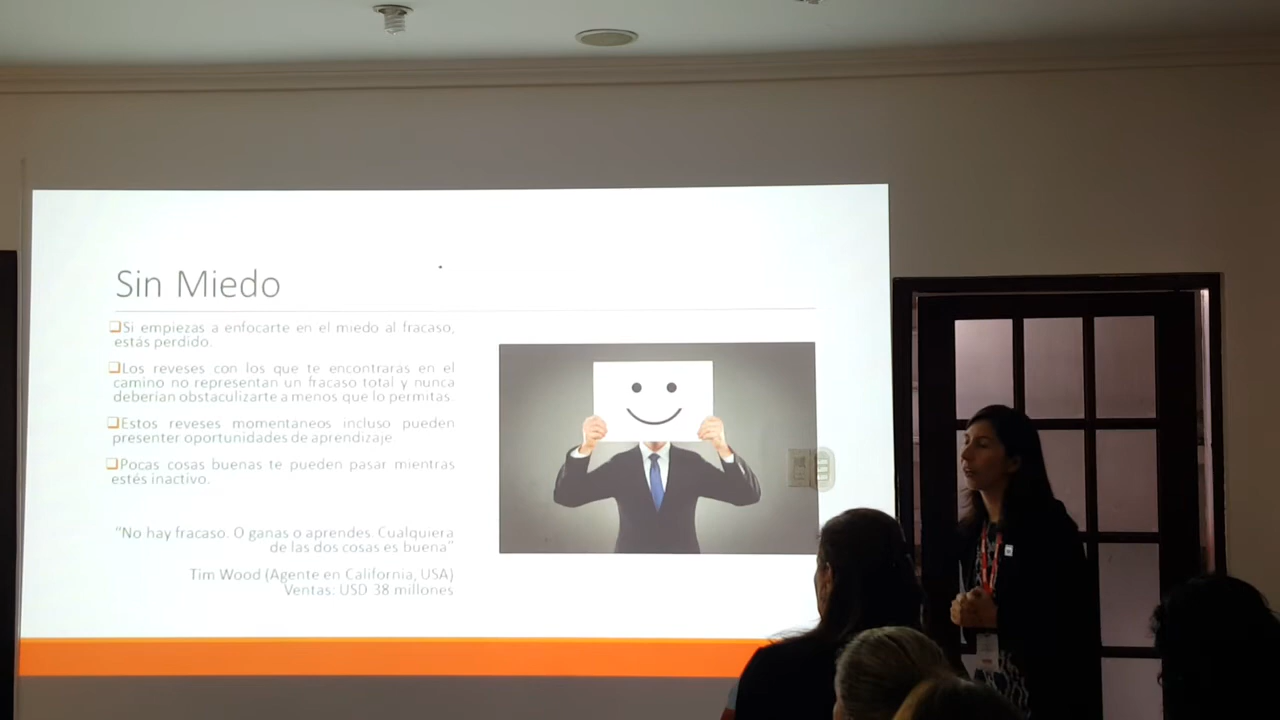 Sin Miedo
❑Si empiezas a enfocarte en el miedo al fracaso,
estás perdido.
❑Los reveses con los que te encontrarás en el
camino no representan un fracaso total y nunca
deberían obstaculizarte a menos que lo permitas.
❑Estos reveses momentaneos incluso pueden
presenter oportunidades de aprendizaje
❑Pocas cosas buenas te pueden pasar mientras
estés inactivo.
“No hay fracaso. O ganas o aprendes. Cualquiera
de las dos cosas es buena”
Tim Wood (Agente en California, USA)
Ventas: USD 38 millones